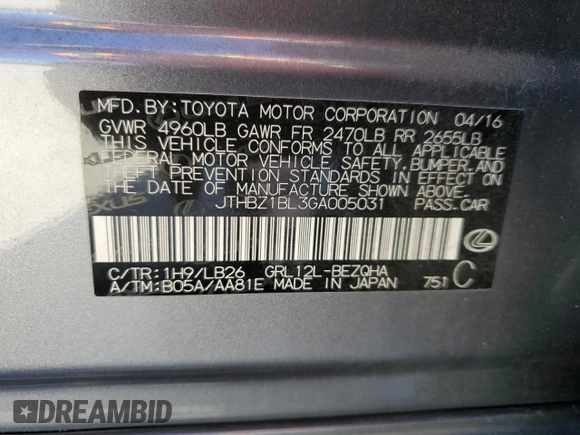 MFD. BY: TOYOTA MOTOR CORPORATION 04/16
GVWR 4960LB GAWR FR 2470LB RR 2655LB
THIS VEHICLE CONFORMS TO ALL APPLICABLE
FEDERAL MOTOR VEHICLE SAFETY, BUMPER, AND
THEFT PREVENTION STANDARDS IN EFFECT ON
THE DATE OF MANUFACTURE SHOWN ABOVE.
JTHBZ1BL3GA005031 PASS.CAR
C/TR: 1H9/LB26 GRL12L-BEZQHA
A/TM: B05A/AA81E MADE IN JAPAN 751 C
DREAMBID